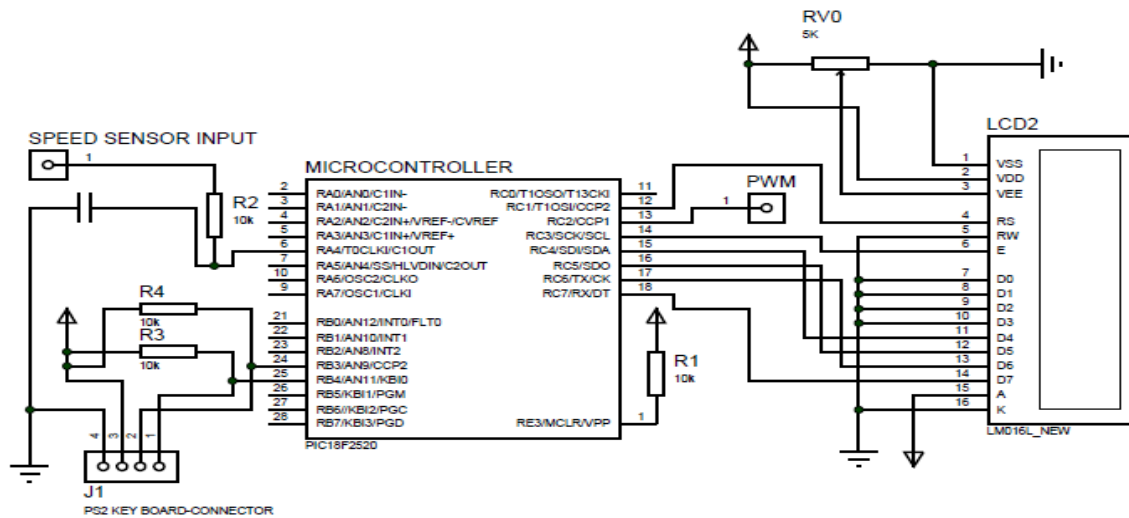 RV0
5K
SPEED SENSOR INPUT
1
R2
10k
MICROCONTROLLER
2 RA0/AN0/C1IN- RC0/T1OSO/T13CKI 11
3 RA1/AN1/C2IN- RC1/T1OSI/CCP2 12
4 RA2/AN2/C2IN+/VREF-/CVREF RC2/CCP1 13
5 RA3/AN3/C1IN+/VREF+ RC3/SCK/SCL 14
6 RA4/T0CLKI/C1OUT RC4/SDI/SDA 15
7 RA5/AN4/SS/HLVDIN/C2OUT RC5/SDO 16
10 RA6/OSC2/CLKO RC6/TX/CK 17
9 RA7/OSC1/CLKI RC7/RX/DT 18
21 RB0/AN12/INT0/FLT0
22 RB1/AN10/INT1
23 RB2/AN8/INT2
24 RB3/AN9/CCP2
25 RB4/AN11/KBI0
26 RB5/KBI1/PGM
27 RB6//KBI2/PGC
28 RB7/KBI3/PGD RE3/MCLR/VPP 1
PIC18F2520
PWM
1
R1
10k
R4
10k
R3
10k
4 3 2 1
J1
PS2 KEY BOARD-CONNECTOR
LCD2
1 VSS
2 VDD
3 VEE
4 RS
5 RW
6 E
7 D0
8 D1
9 D2
10 D3
11 D4
12 D5
13 D6
14 D7
15 A
16 K
LM016L_NEW